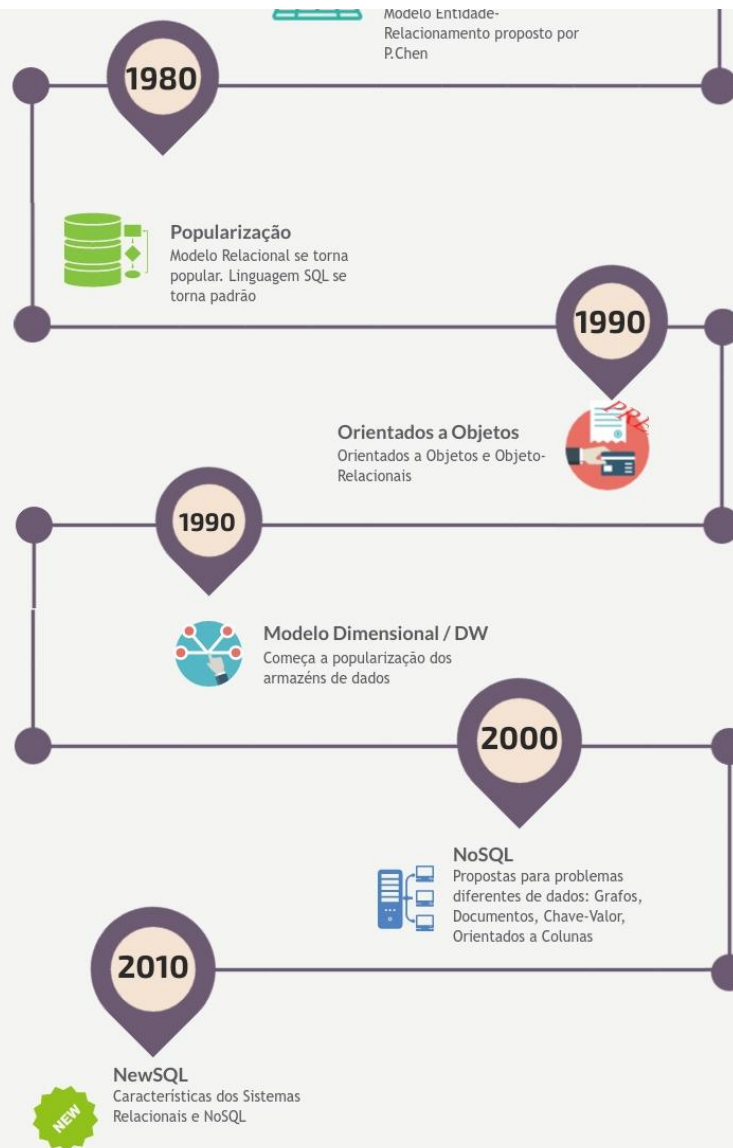 Modelo Entidade-
Relacionamento proposto por
P.Chen
1980
Popularização
Modelo Relacional se torna
popular. Linguagem SQL se
torna padrão
1990
Orientados a Objetos
Orientados a Objetos e Objeto-
Relacionais
1990
Modelo Dimensional / DW
Começa a popularização dos
armazéns de dados
2000
NoSQL
Propostas para problemas
diferentes de dados: Grafos,
Documentos, Chave-Valor,
Orientados a Colunas
2010
NewSQL
Características dos Sistemas
Relacionais e NoSQL
NEW